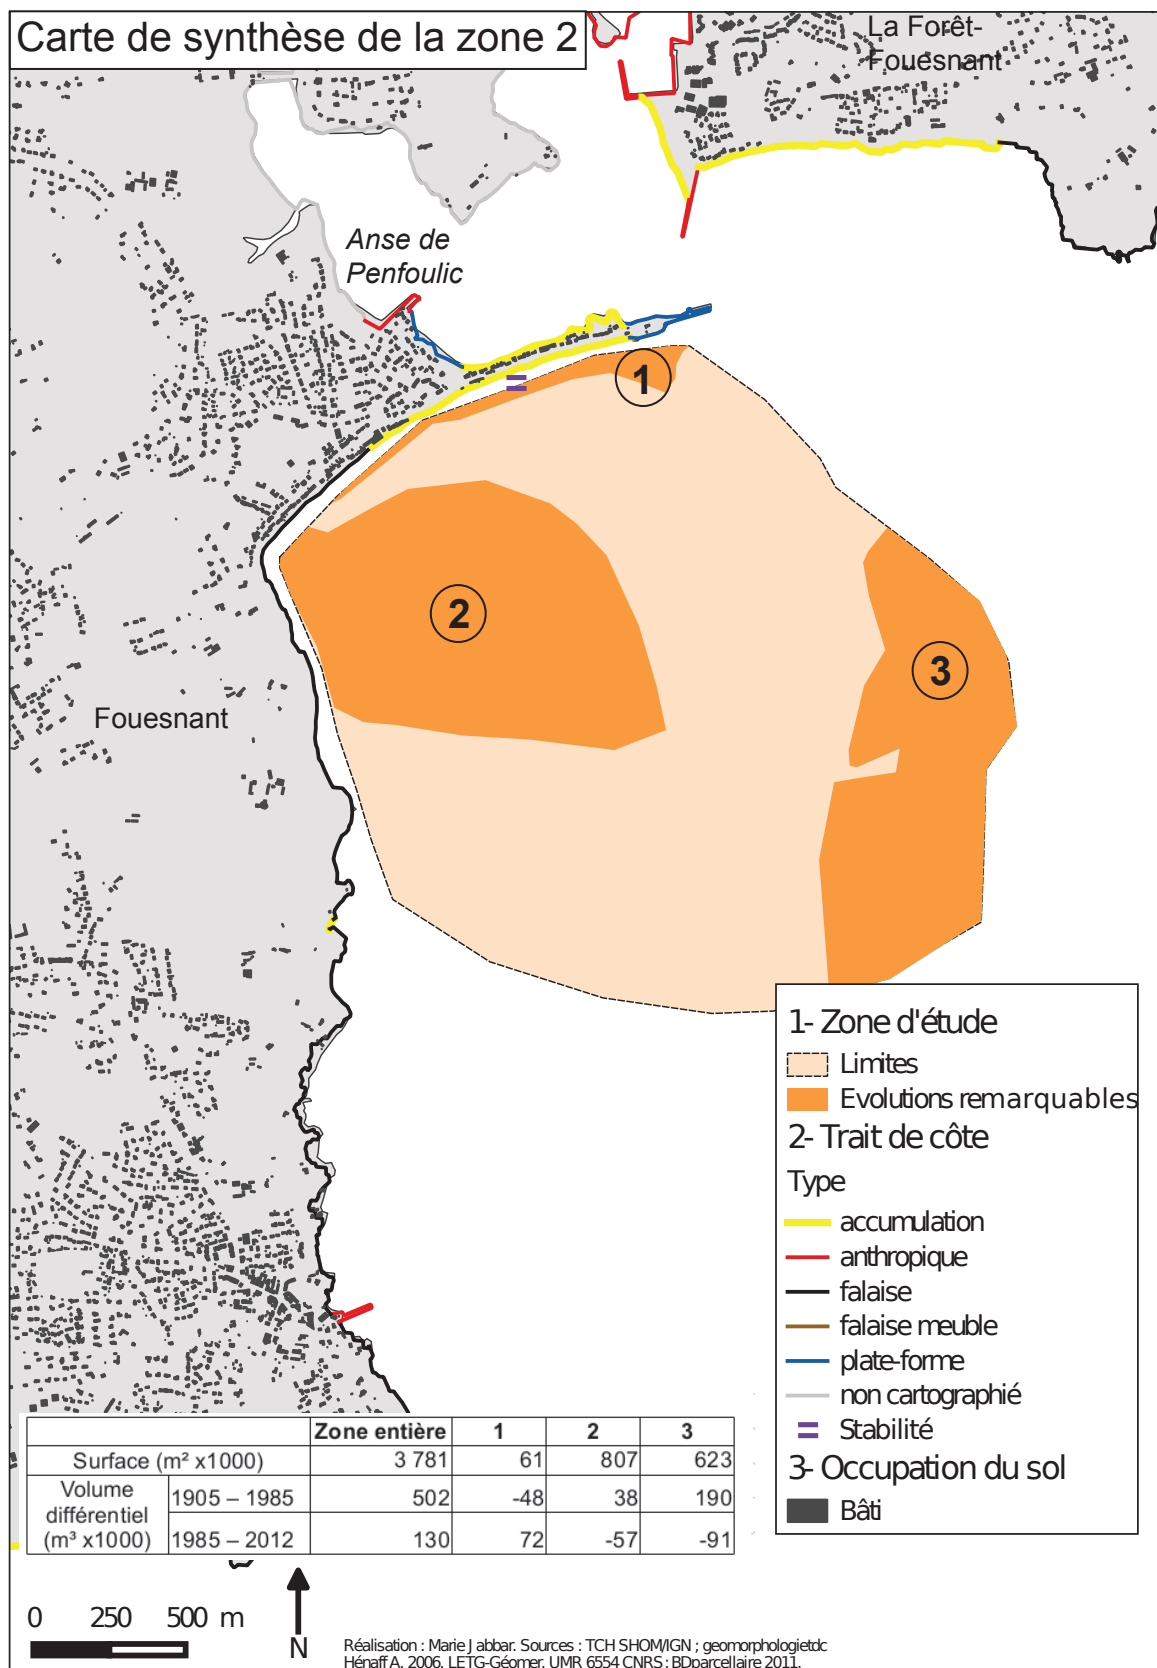 Carte de synthèse de la zone 2
La Forêt-
Fouesnant
Anse de
Penfoulic
1
2
3
Fouesnant
1- Zone d'étude
Limites
Evolutions remarquables
2- Trait de côte
Type
accumulation
anthropique
falaise
falaise meuble
plate-forme
non cartographié
Stabilité
3- Occupation du sol
Bâti
Zone entière 1 2 3
Surface (m² x1000) 3 781 61 807 623
Volume différentiel (m³ x1000) 1905 – 1985 502 -48 38 190
1985 – 2012 130 72 -57 -91
0 250 500 m
N
Réalisation : Marie Jabbar. Sources : TCH SHOM/IGN ; geomorphologietdc
Hénaff A. 2006. LETG-Géomer. UMR 6554 CNRS ; BDparcellaire 2011.